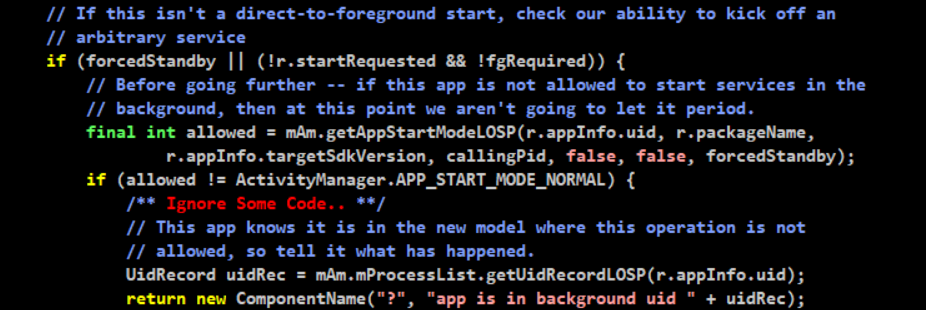 // If this isn't a direct-to-foreground start, check our ability to kick off an
// arbitrary service
if (forcedStandby || (!r.startRequested && !fgRequired)) {
// Before going further -- if this app is not allowed to start services in the
// background, then at this point we aren't going to let it period.
final int allowed = mAm.getAppStartModeLOSP(r.appInfo.uid, r.packageName,
r.appInfo.targetSdkVersion, callingPid, false, false, forcedStandby);
if (allowed != ActivityManager.APP_START_MODE_NORMAL) {
/** Ignore Some Code.. **/
// This app knows it is in the new model where this operation is not
// allowed, so tell it what has happened.
UidRecord uidRec = mAm.mProcessList.getUidRecordLOSP(r.appInfo.uid);
return new ComponentName("?", "app is in background uid " + uidRec);